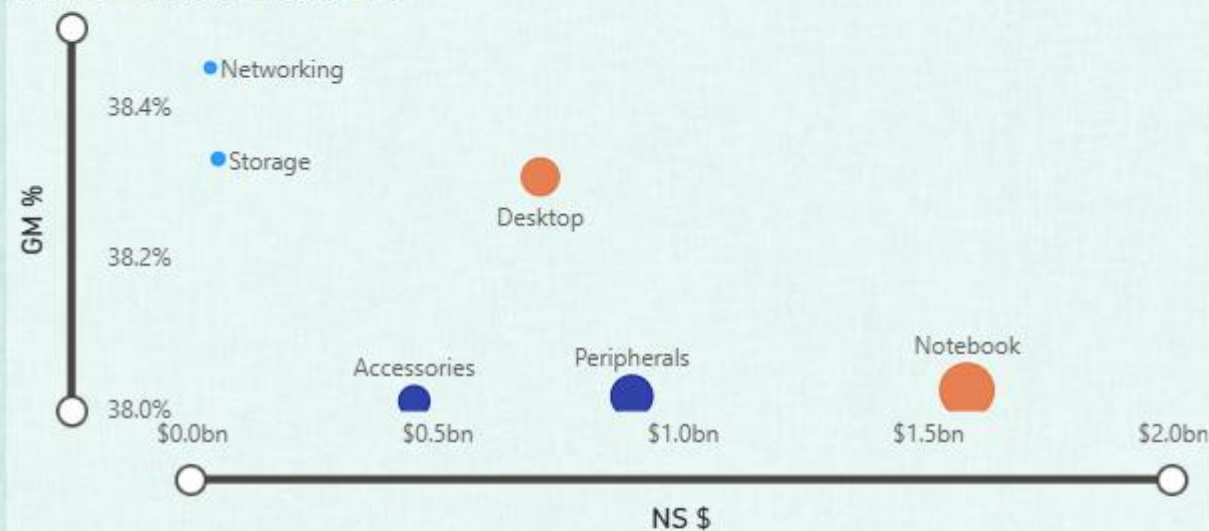 Networking
38.4%
Storage
GM %
Desktop
38.2%
Notebook
Peripherals
Accessories
38.0%
$0.0bn $0.5bn $1.0bn $1.5bn $2.0bn
NS $